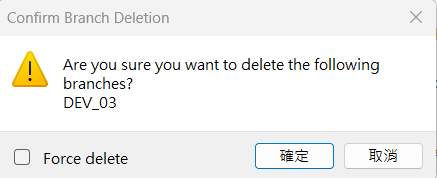 Confirm Branch Deletion
Are you sure you want to delete the following
branches?
DEV_03
Force delete
確定
取消